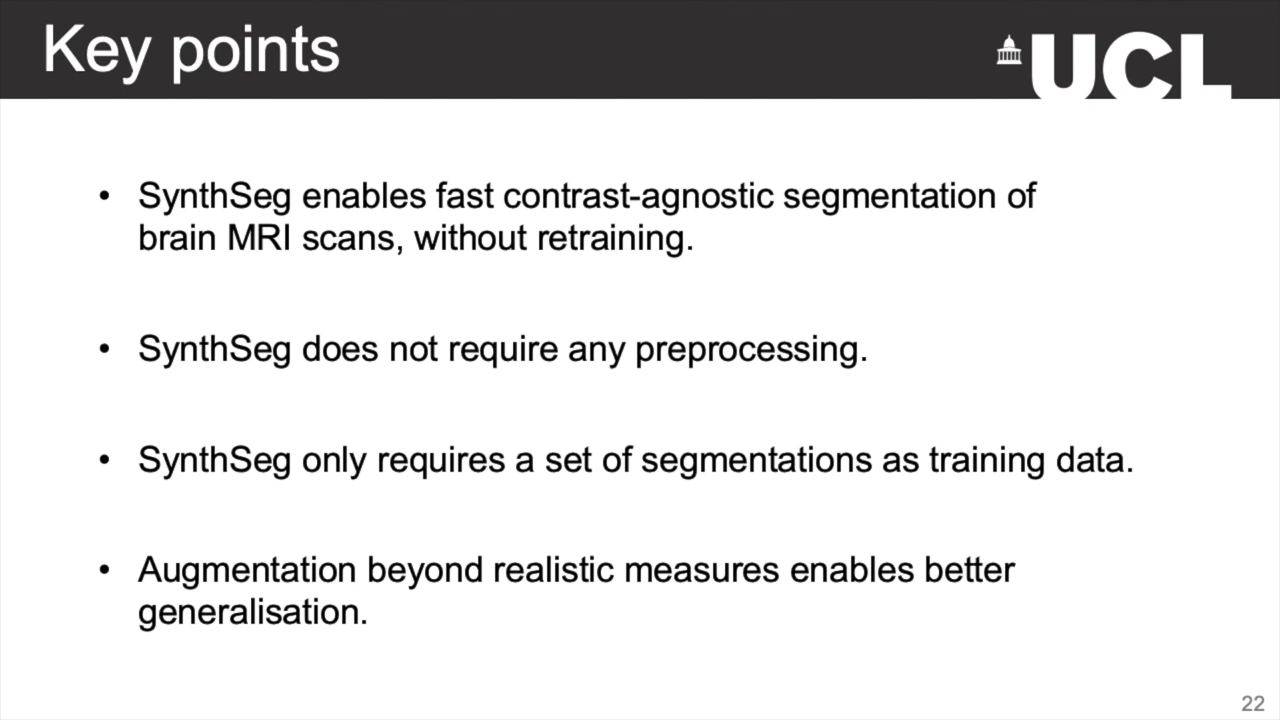 Key points
UCL
• SynthSeg enables fast contrast-agnostic segmentation of
brain MRI scans, without retraining.
• SynthSeg does not require any preprocessing.
• SynthSeg only requires a set of segmentations as training data.
• Augmentation beyond realistic measures enables better
generalisation.
22